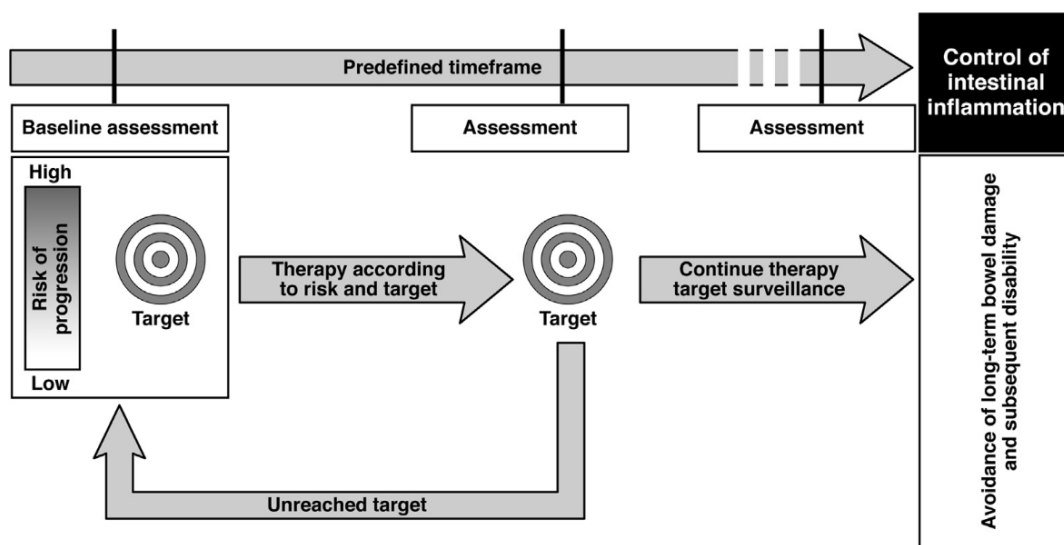 Predefined timeframe
Control of
intestinal
inflammation
Baseline assessment
Assessment
Assessment
High
Risk of
progression
Low
Target
Therapy according
to risk and target
Target
Continue therapy
target surveillance
Unreached target
Avoidance of long-term bowel damage
and subsequent disability